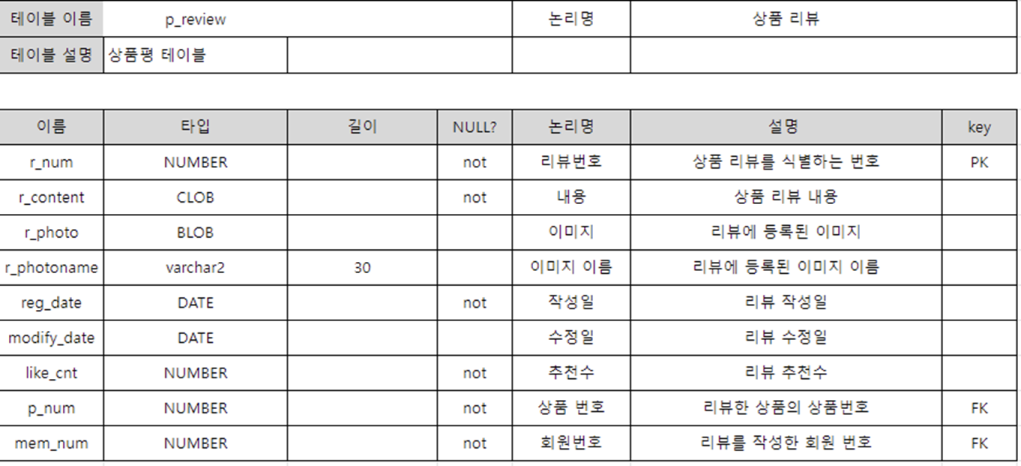 테이블 이름 p_review 논리명 상품 리뷰
테이블 설명 상품평 테이블
이름 타입 길이 NULL? 논리명 설명 key
r_num NUMBER not 리뷰번호 상품 리뷰를 식별하는 번호 PK
r_content CLOB not 내용 상품 리뷰 내용
r_photo BLOB 이미지 리뷰에 등록된 이미지
r_photoname varchar2 30 이미지 이름 리뷰에 등록된 이미지 이름
reg_date DATE not 작성일 리뷰 작성일
modify_date DATE 수정일 리뷰 수정일
like_cnt NUMBER not 추천수 리뷰 추천수
p_num NUMBER not 상품 번호 리뷰한 상품의 상품번호 FK
mem_num NUMBER not 회원번호 리뷰를 작성한 회원 번호 FK